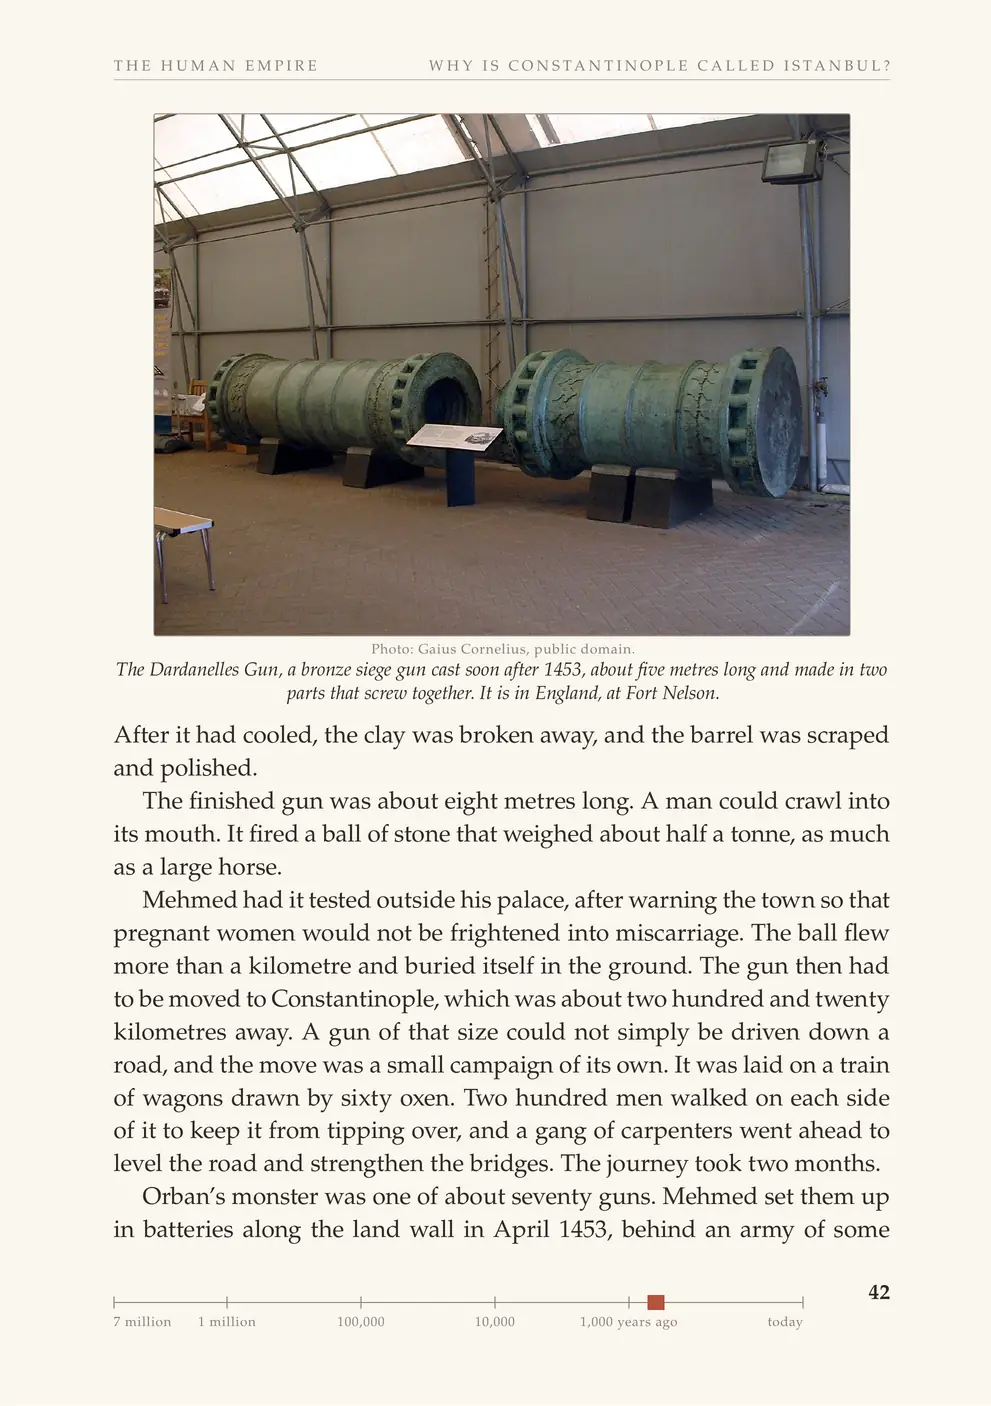 THE HUMAN EMPIRE
WHY IS CONSTANTINOPLE CALLED ISTANBUL?
Photo: Gaius Cornelius, public domain.
The Dardanelles Gun, a bronze siege gun cast soon after 1453, about five metres long and made in two
parts that screw together. It is in England, at Fort Nelson.
After it had cooled, the clay was broken away, and the barrel was scraped
and polished.
The finished gun was about eight metres long. A man could crawl into
its mouth. It fired a ball of stone that weighed about half a tonne, as much
as a large horse.
Mehmed had it tested outside his palace, after warning the town so that
pregnant women would not be frightened into miscarriage. The ball flew
more than a kilometre and buried itself in the ground. The gun then had
to be moved to Constantinople, which was about two hundred and twenty
kilometres away. A gun of that size could not simply be driven down a
road, and the move was a small campaign of its own. It was laid on a train
of wagons drawn by sixty oxen. Two hundred men walked on each side
of it to keep it from tipping over, and a gang of carpenters went ahead to
level the road and strengthen the bridges. The journey took two months.
Orban’s monster was one of about seventy guns. Mehmed set them up
in batteries along the land wall in April 1453, behind an army of some
42
7 million
1 million
100,000
10,000
1,000 years ago
today